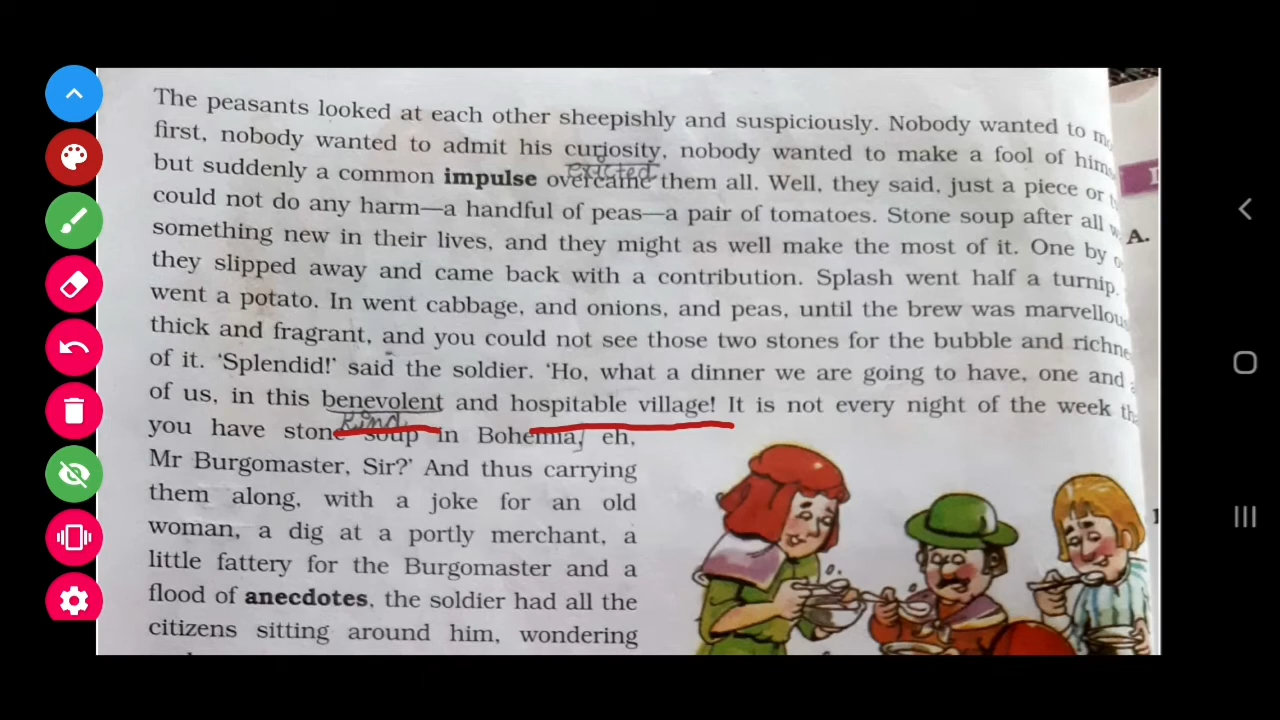 The peasants looked at each other sheepishly and suspiciously. Nobody wanted to
first, nobody wanted to admit his curiosity, nobody wanted to make a fool of
excited
but suddenly a common impulse overcame them all. Well, they said, just a piece or
could not do any harm—a handful of peas—a pair of tomatoes. Stone soup after all
A.
something new in their lives, and they might as well make the most of it. One by
they slipped away and came back with a contribution. Splash went half a turnip.
went a potato. In went cabbage, and onions, and peas, until the brew was
thick and fragrant, and you could not see those two stones for the bubble and
of it. ‘Splendid!’ said the soldier. ‘Ho, what a dinner we are going to have, one and
of us, in this benevolent and hospitable village! It is not every night of the week
kind
you have stone soup in Bohemia, eh,
Mr Burgomaster, Sir?’ And thus carrying
them along, with a joke for an old
woman, a dig at a portly merchant, a
little fattery for the Burgomaster and a
flood of anecdotes, the soldier had all the
citizens sitting around him, wondering